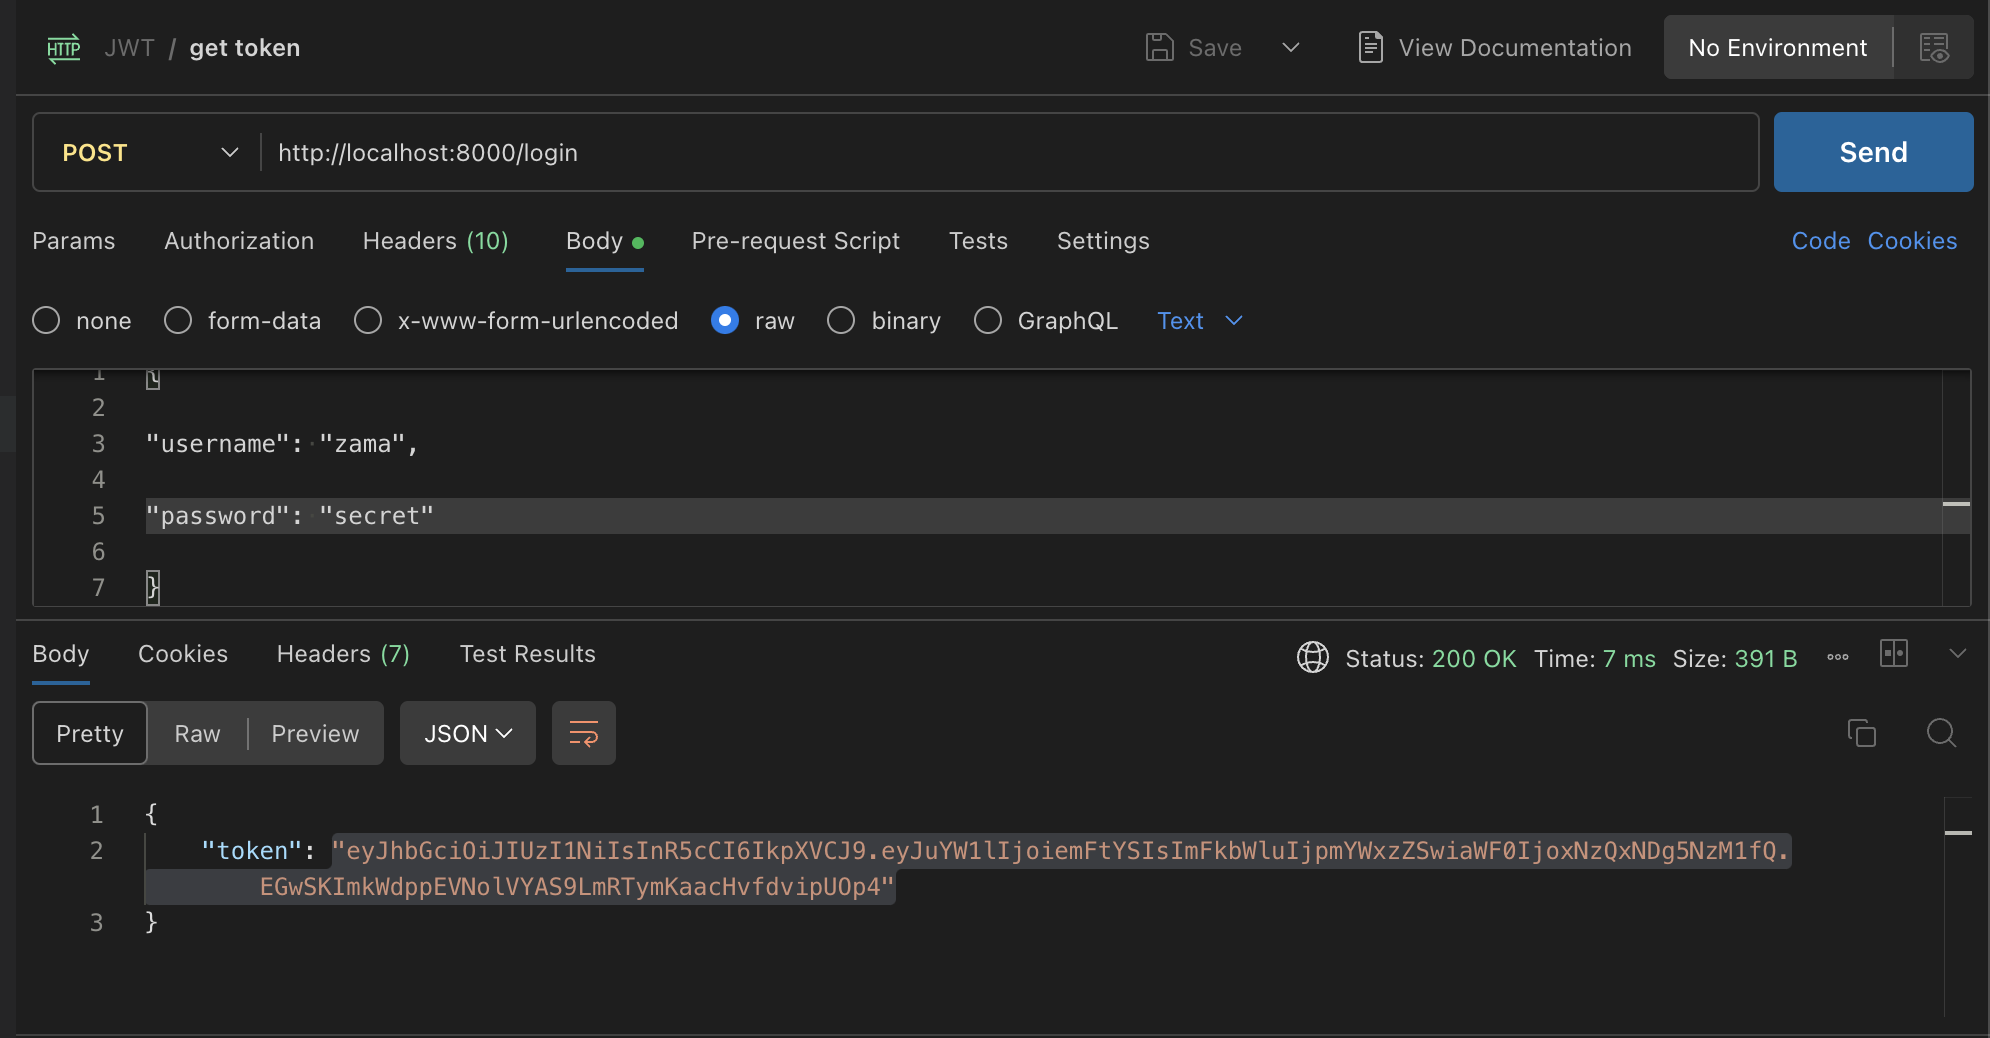 HTTP JWT / get token Save View Documentation No Environment
POST http://localhost:8000/login Send
Params Authorization Headers (10) Body Pre-request Script Tests Settings Code Cookies
none form-data x-www-form-urlencoded raw binary GraphQL Text
1 {
2
3 "username": "zama",
4
5 "password": "secret"
6
7 }
Body Cookies Headers (7) Test Results Status: 200 OK Time: 7 ms Size: 391 B
Pretty Raw Preview JSON
1 {
2 "token": "eyJhbGciOiJIUzI1NiIsInR5cCI6IkpXVCJ9.eyJuYW1lIjoiemFtYSIsImFkbWluIjpmYWxzZSwiaWF0IjoxNzQxNDg5NzM1fQ.
EGwSKImkWdppEVNolVYAS9LmRTymKaacHvfdvipUOp4"
3 }